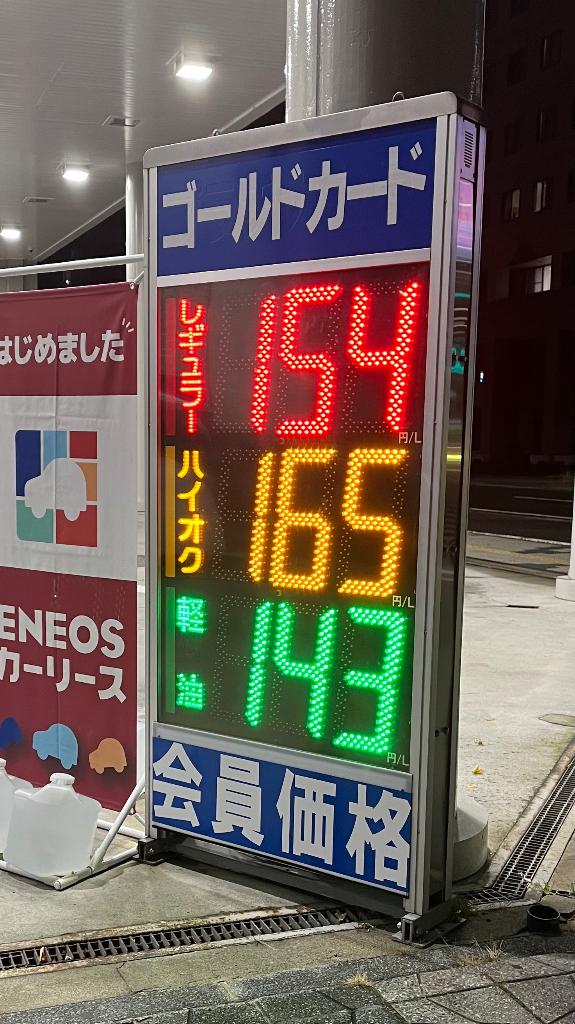 ゴールドカード
レギュラー 154
円/L
ハイオク 165
円/L
軽油 143
円/L
会員価格
はじめました
ENEOS
カーリース